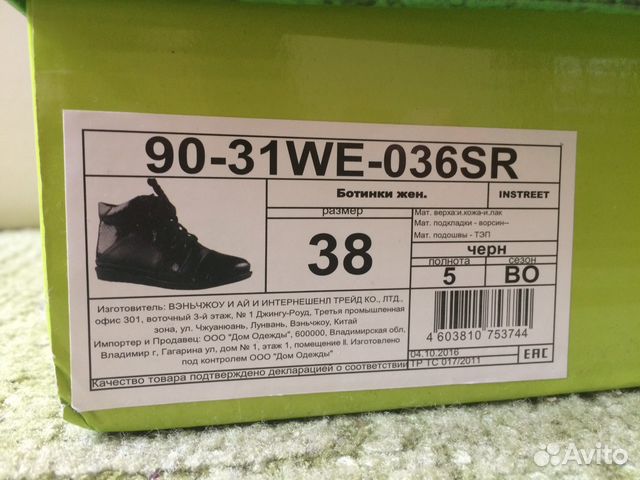 90-31WE-036SR
Ботинки жен.
INSTREET
размер
38
Мат. верха:и.кожа-и.лак
Мат. подкладки - ворсин--
Мат. подошвы - ТЭП
черн
полнота
сезон
5
ВО
Изготовитель: ВЭНЬЧЖОУ И АЙ И ИНТЕРНЕШЕНЛ ТРЕЙД КО., ЛТД.,
офис 301, воточный 3-й этаж, № 1 Джингу-Роуд, Третья промышленная
зона, ул. Чжуанюань, Лунвань, Вэньчжоу, Китай
Импортер и Продавец: ООО "Дом Одежды", 600000, Владимирская обл,
Владимир г, Гагарина ул, дом № 1, этаж 1, помещение II. Изготовлено
под контролем ООО "Дом Одежды"
Качество товара подтверждено декларацией о соответствии
4 603810 753744
04.10.2016
ТР ТС 017/2011
ЕАС
Avito